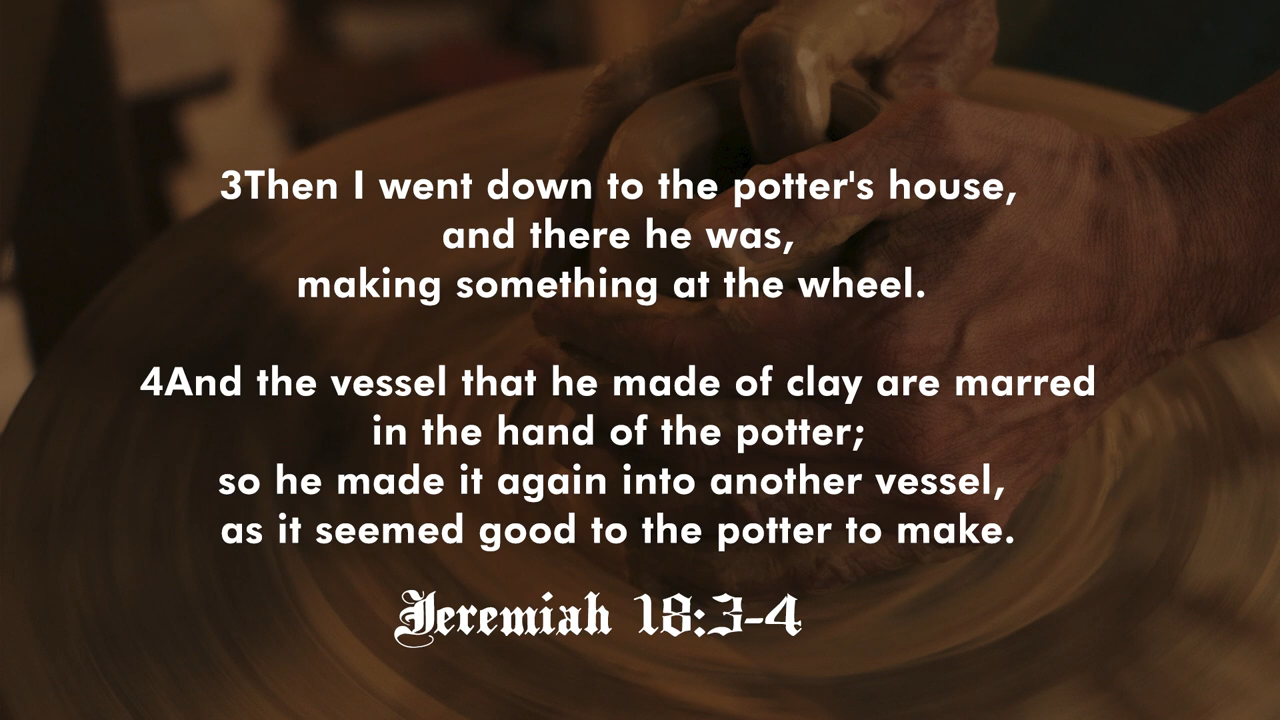 3Then I went down to the potter's house,
and there he was,
making something at the wheel.
4And the vessel that he made of clay are marred
in the hand of the potter;
so he made it again into another vessel,
as it seemed good to the potter to make.
Jeremiah 18:3-4